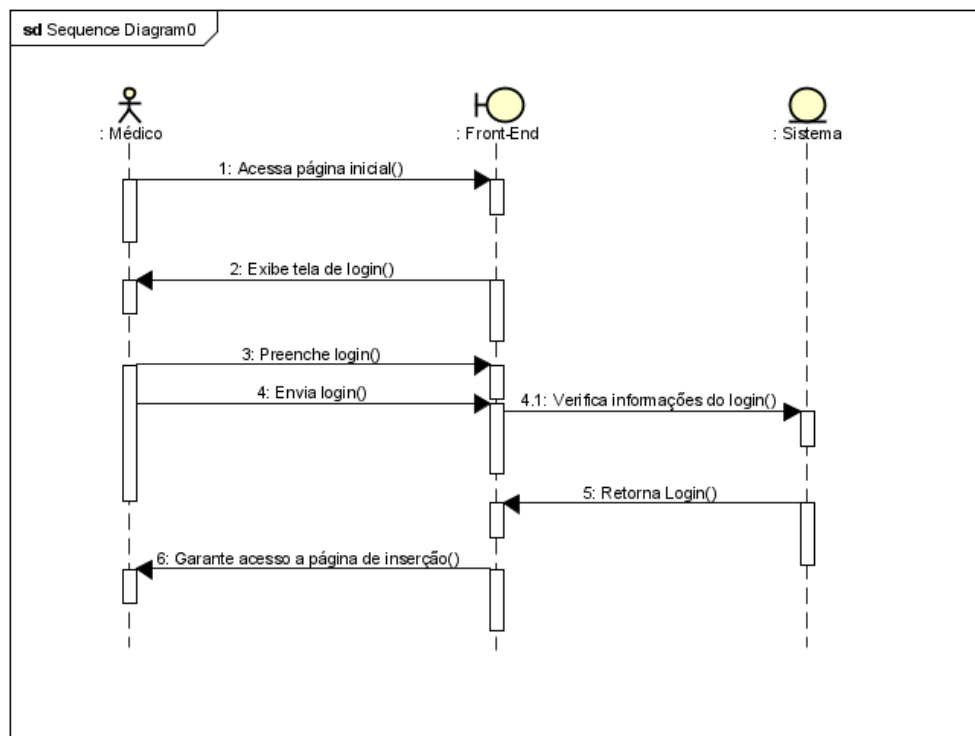 sd Sequence Diagram0
: Médico
: Front-End
: Sistema
1: Acessa página inicial()
2: Exibe tela de login()
3: Preenche login()
4: Envia login()
4.1: Verifica informações do login()
5: Retorna Login()
6: Garante acesso a página de inserção()